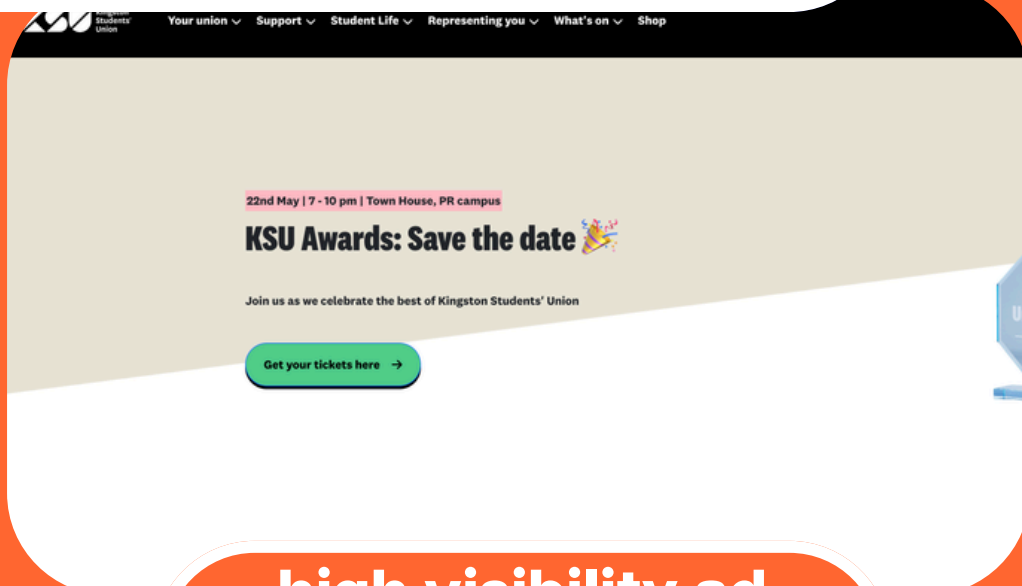 Kingston
Students'
Union
Your union
Support
Student Life
Representing you
What's on
Shop
22nd May | 7 - 10 pm | Town House, PR campus
KSU Awards: Save the date 🎉
Join us as we celebrate the best of Kingston Students' Union
Get your tickets here →
high visibility ad